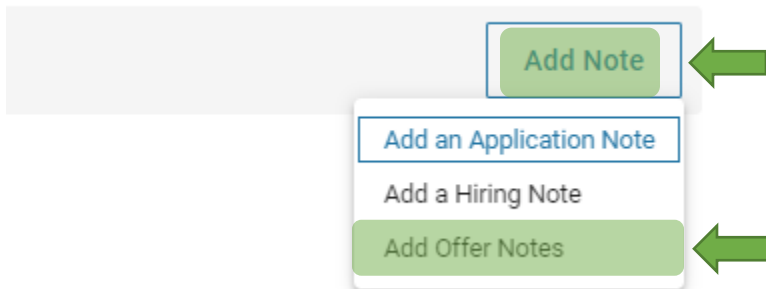 Add Note
Add an Application Note
Add a Hiring Note
Add Offer Notes